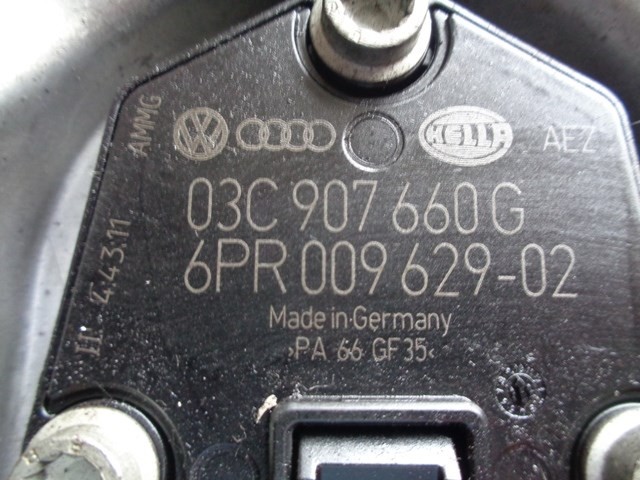 AMMG
HELLA
AEZ
03C 907 660 G
6PR 009 629-02
Made in Germany
>PA 66 GF35<